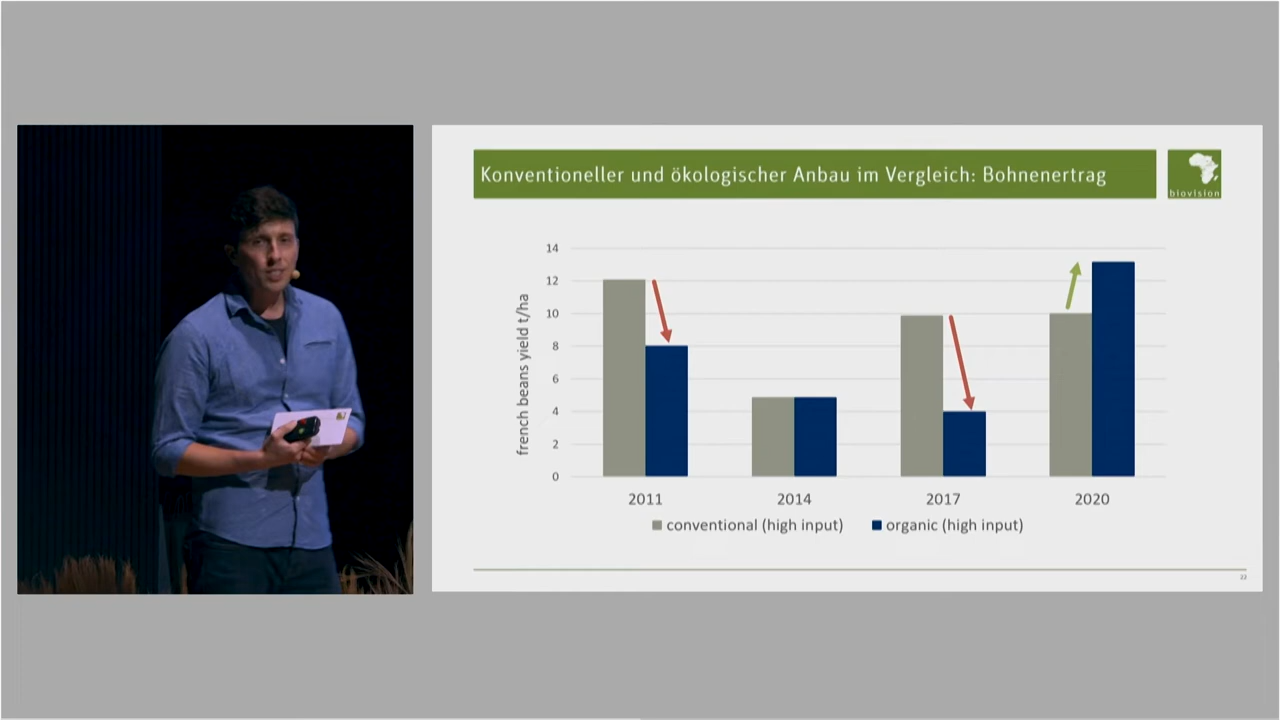 Konventioneller und ökologischer Anbau im Vergleich: Bohnenertrag
biovision
french beans yield t/ha
14
12
10
8
6
4
2
0
2011 2014 2017 2020
conventional (high input) organic (high input)
22